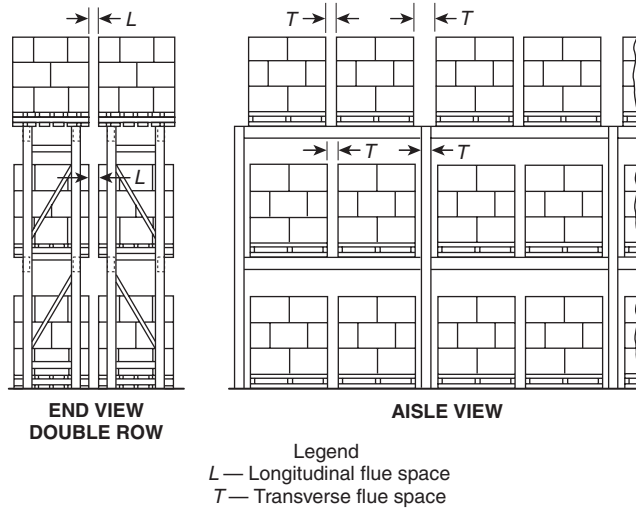 L
T
T
L
T
T
END VIEW
DOUBLE ROW
AISLE VIEW
Legend
L — Longitudinal flue space
T — Transverse flue space